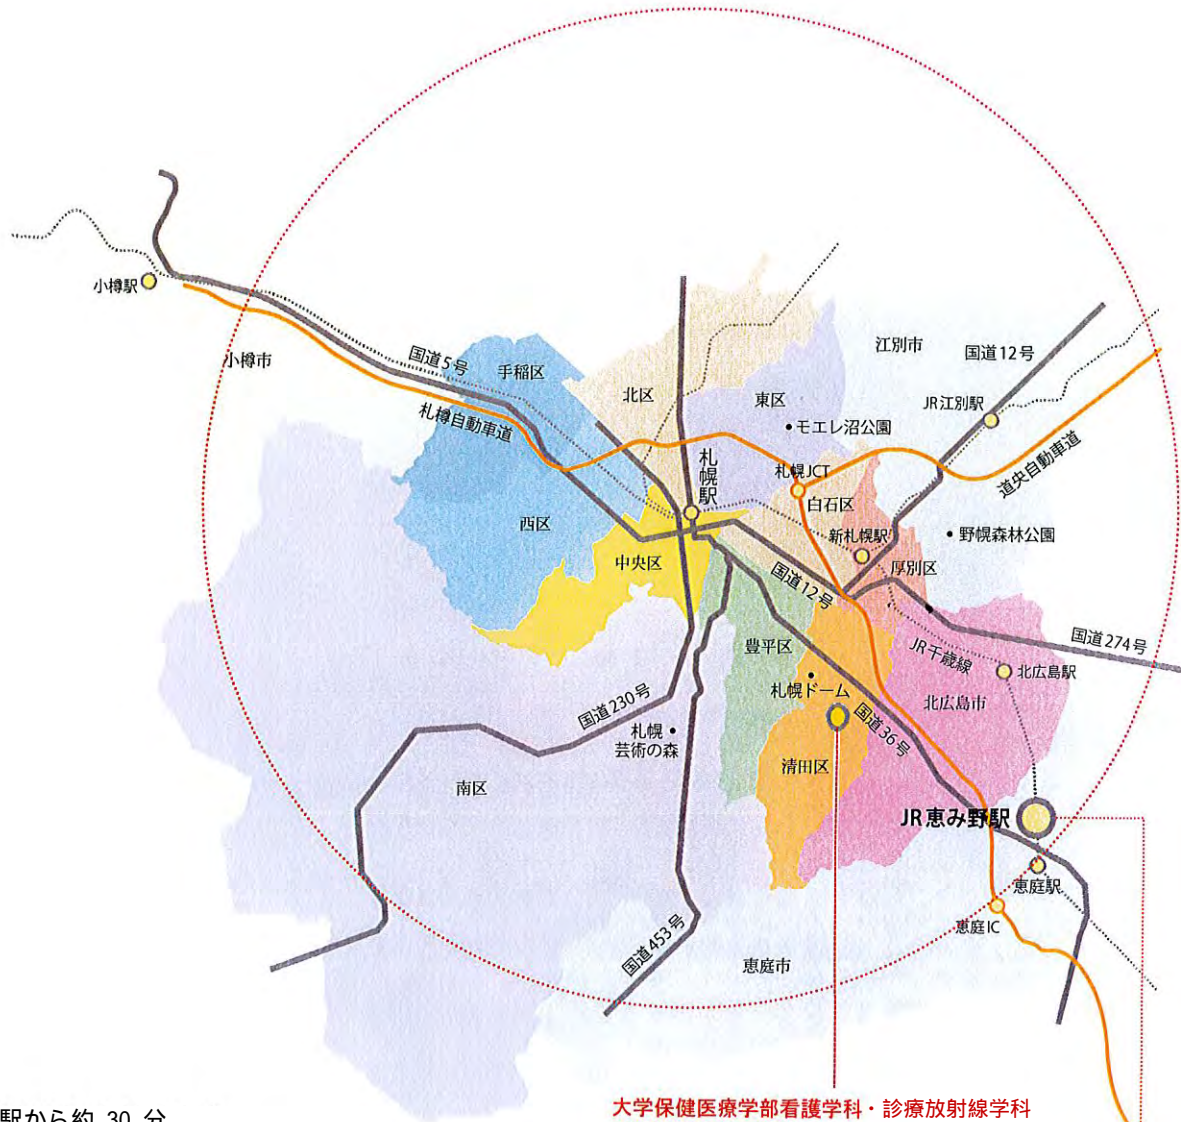 小樽駅
小樽市
国道5号
札樽自動車道
手稲区
北区
東区
モエレ沼公園
江別市
国道12号
JR江別駅
道央自動車道
札幌駅
札幌JCT
白石区
新札幌駅
野幌森林公園
西区
中央区
厚別区
国道12号
国道274号
豊平区
JR千歳線
北広島駅
札幌ドーム
北広島市
国道36号
国道230号
札幌
芸術の森
清田区
南区
JR恵み野駅
恵庭駅
恵庭IC
国道453号
恵庭市
大学保健医療学部看護学科・診療放射線学科
駅から約 30 分